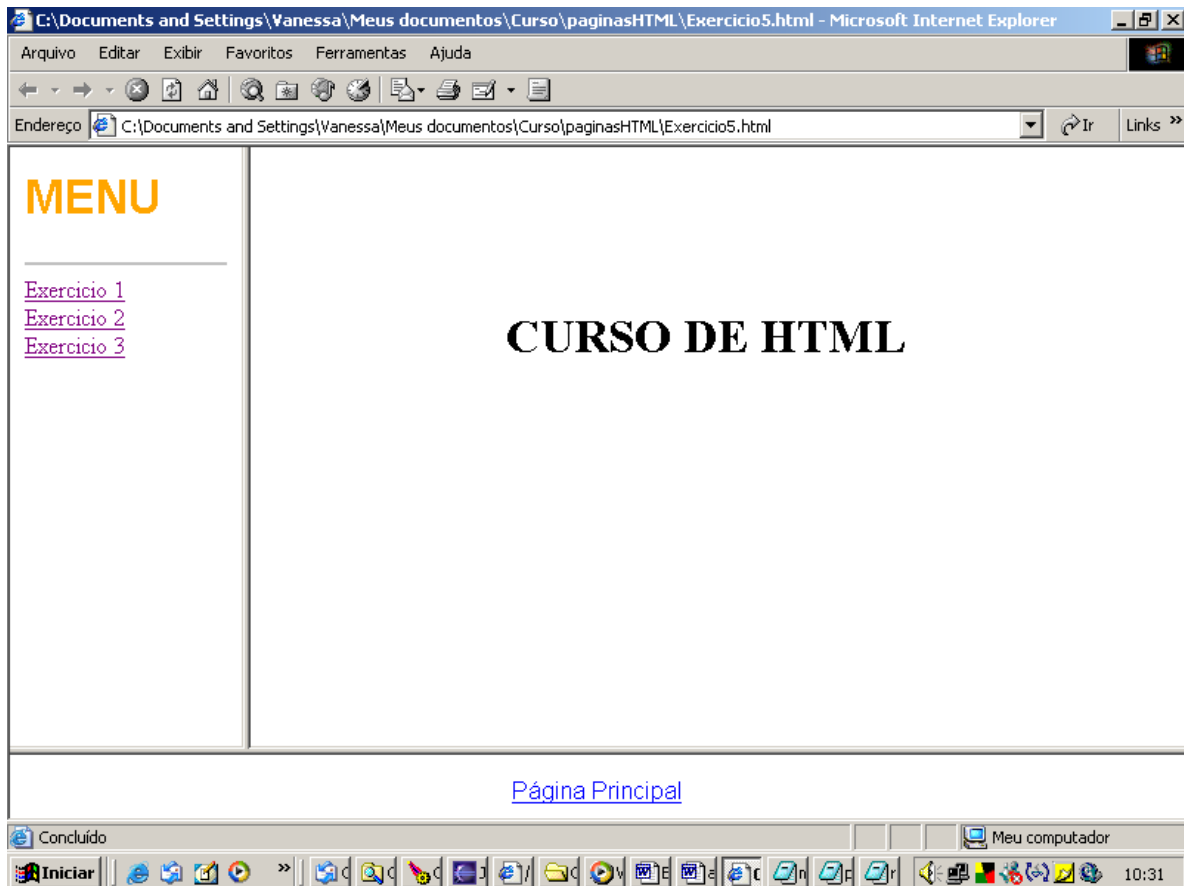 C:\Documents and Settings\Vanessa\Meus documentos\Curso\paginasHTML\Exercicio5.html - Microsoft Internet Explorer
Arquivo Editar Exibir Favoritos Ferramentas Ajuda
Endereço C:\Documents and Settings\Vanessa\Meus documentos\Curso\paginasHTML\Exercicio5.html Ir Links »
MENU
Exercicio 1
Exercicio 2
Exercicio 3
CURSO DE HTML
Página Principal
Concluído Meu computador
Iniciar » 10:31